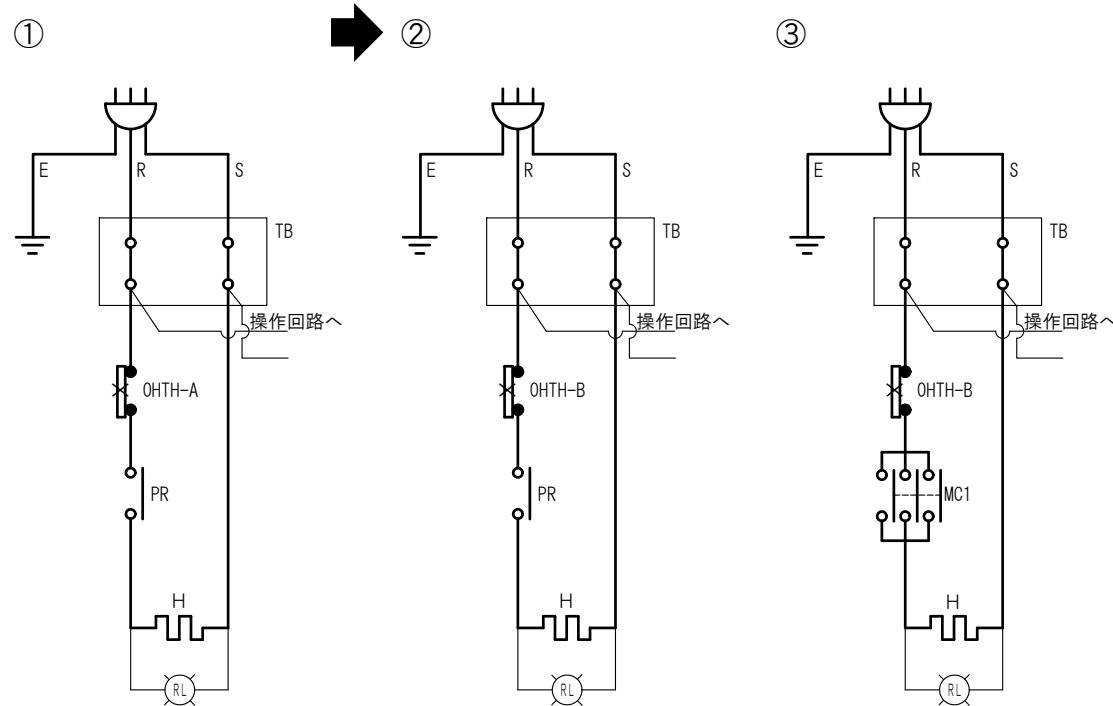 ① ② ③
E R S E R S E R S
TB TB TB
操作回路へ 操作回路へ 操作回路へ
OHTH-A OHTH-B OHTH-B
PR PR MC1
H H H
RL RL RL